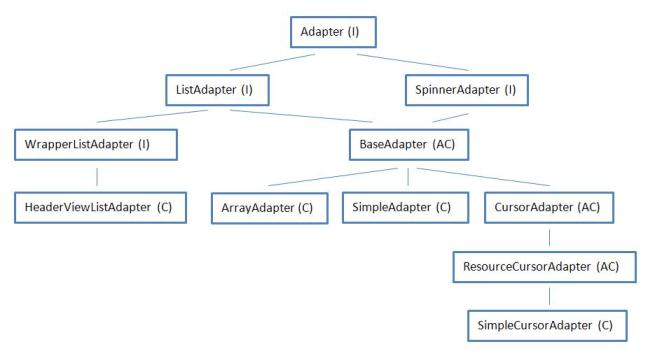 Adapter (I)
ListAdapter (I)
SpinnerAdapter (I)
WrapperListAdapter (I)
BaseAdapter (AC)
HeaderViewListAdapter (C)
ArrayAdapter (C)
SimpleAdapter (C)
CursorAdapter (AC)
ResourceCursorAdapter (AC)
SimpleCursorAdapter (C)